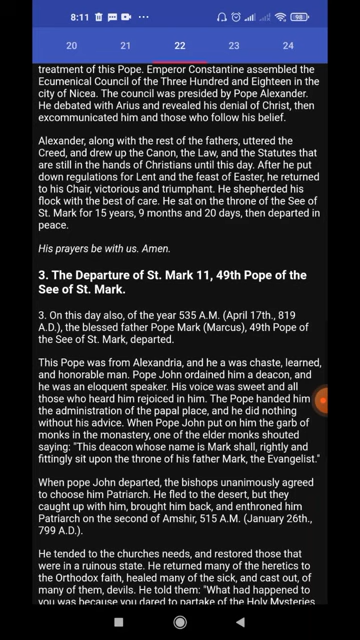 8:11
98
20 21 22 23 24
treatment of this Pope. Emperor Constantine assembled the
Ecumenical Council of the Three Hundred and Eighteen in the
city of Nicea. The council was presided by Pope Alexander.
He debated with Arius and revealed his denial of Christ, then
excommunicated him and those who follow his belief.
Alexander, along with the rest of the fathers, uttered the
Creed, and drew up the Canon, the Law, and the Statutes that
are still in the hands of Christians until this day. After he put
down regulations for Lent and the feast of Easter, he returned
to his Chair, victorious and triumphant. He shepherded his
flock with the best of care. He sat on the throne of the See of
St. Mark for 15 years, 9 months and 20 days, then departed in
peace.
His prayers be with us. Amen.
3. The Departure of St. Mark 11, 49th Pope of the
See of St. Mark.
3. On this day also, of the year 535 A.M. (April 17th., 819
A.D.), the blessed father Pope Mark (Marcus), 49th Pope of
the See of St. Mark, departed.
This Pope was from Alexandria, and he a was chaste, learned,
and honorable man. Pope John ordained him a deacon, and
he was an eloquent speaker. His voice was sweet and all
those who heard him rejoiced in him. The Pope handed him
the administration of the papal place, and he did nothing
without his advice. When Pope John put on him the garb of
monks in the monastery, one of the elder monks shouted
saying: "This deacon whose name is Mark shall, rightly and
fittingly sit upon the throne of his father Mark, the Evangelist."
When pope John departed, the bishops unanimously agreed
to choose him Patriarch. He fled to the desert, but they
caught up with him, brought him back, and enthroned him
Patriarch on the second of Amshir, 515 A.M. (January 26th.,
799 A.D.).
He tended to the churches needs, and restored those that
were in a ruinous state. He returned many of the heretics to
the Orthodox faith, healed many of the sick, and cast out, of
many of them, devils. He told them: "What had happened to
you was because you dared to partake of the Holy Mysteries